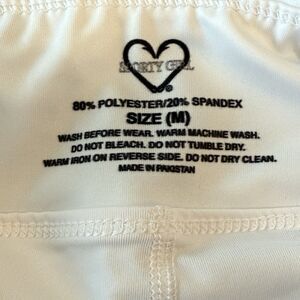 SPORTY GIRL
®
80% POLYESTER/20% SPANDEX
SIZE (M)
WASH BEFORE WEAR. WARM MACHINE WASH.
DO NOT BLEACH. DO NOT TUMBLE DRY.
WARM IRON ON REVERSE SIDE. DO NOT DRY CLEAN.
MADE IN PAKISTAN